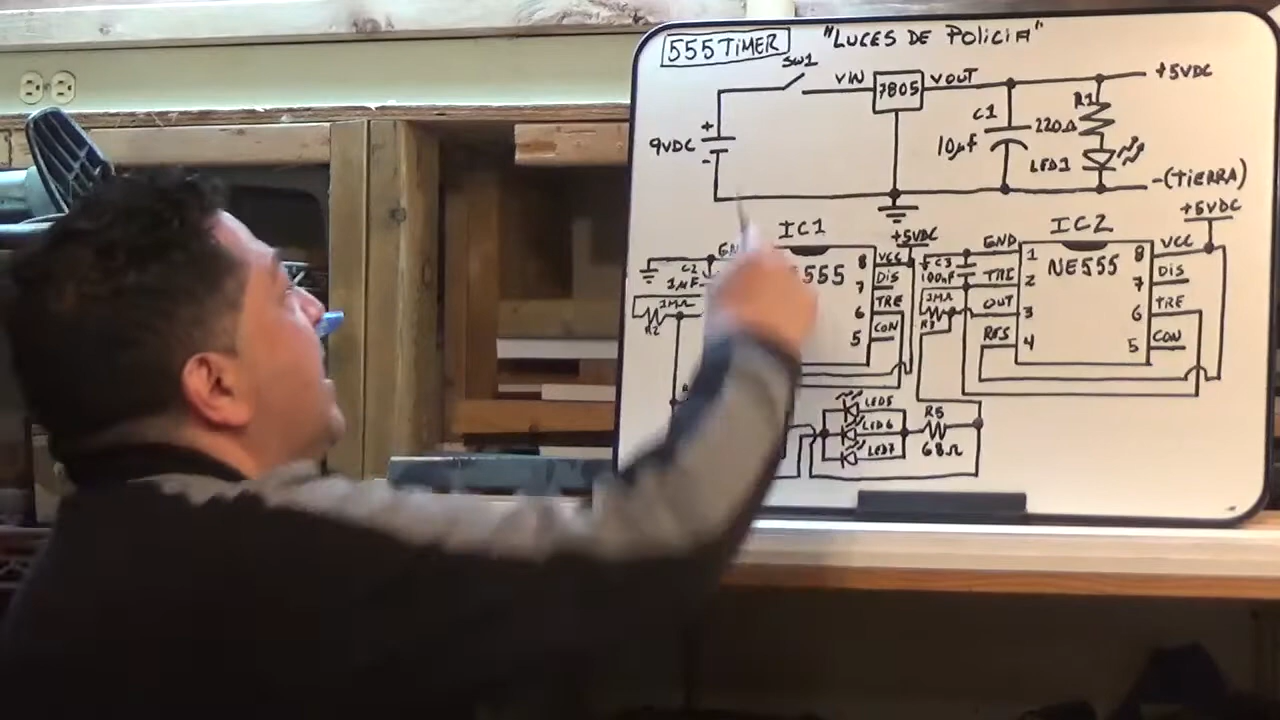 555 TIMER "LUCES DE POLICIA"
SW1
VIN 7805 VOUT +5VDC
+ 9VDC -
C1 10µf
R1 220Ω
LED1
-(TIERRA)
IC1
+5VDC
8 VCC
7 DIS
6 TRE
5 CON
C2 1µF
1MΩ
R2
IC2
NE555
+5VDC
GND 1
TRI 2
OUT 3
RES 4
8 VCC
7 DIS
6 TRE
5 CON
C3 100nF
1MΩ
R3
LED5
LED6
LED7
R5
68Ω